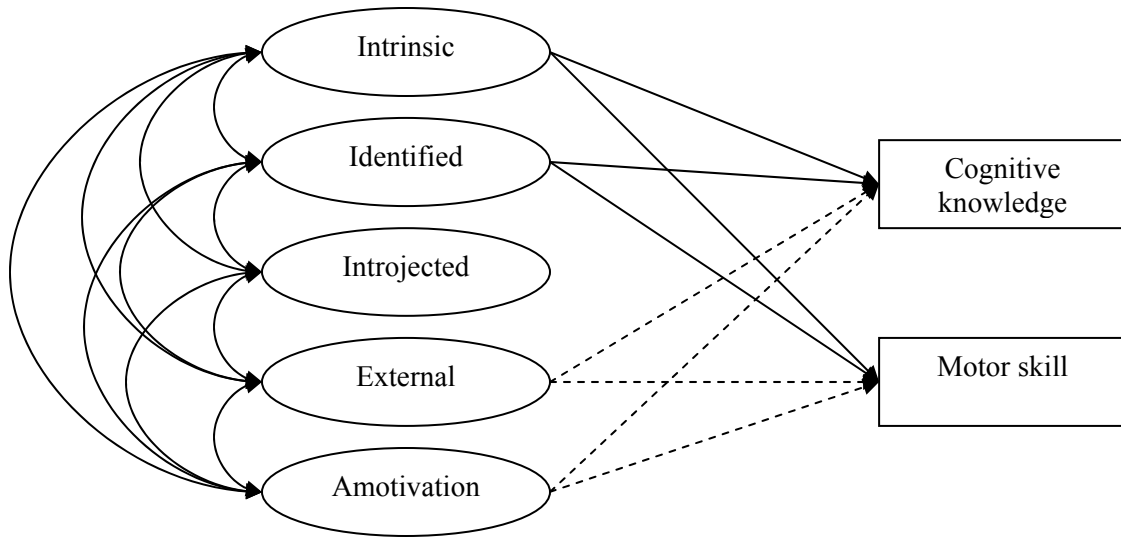 Intrinsic
Identified
Introjected
External
Amotivation
Cognitive
knowledge
Motor skill